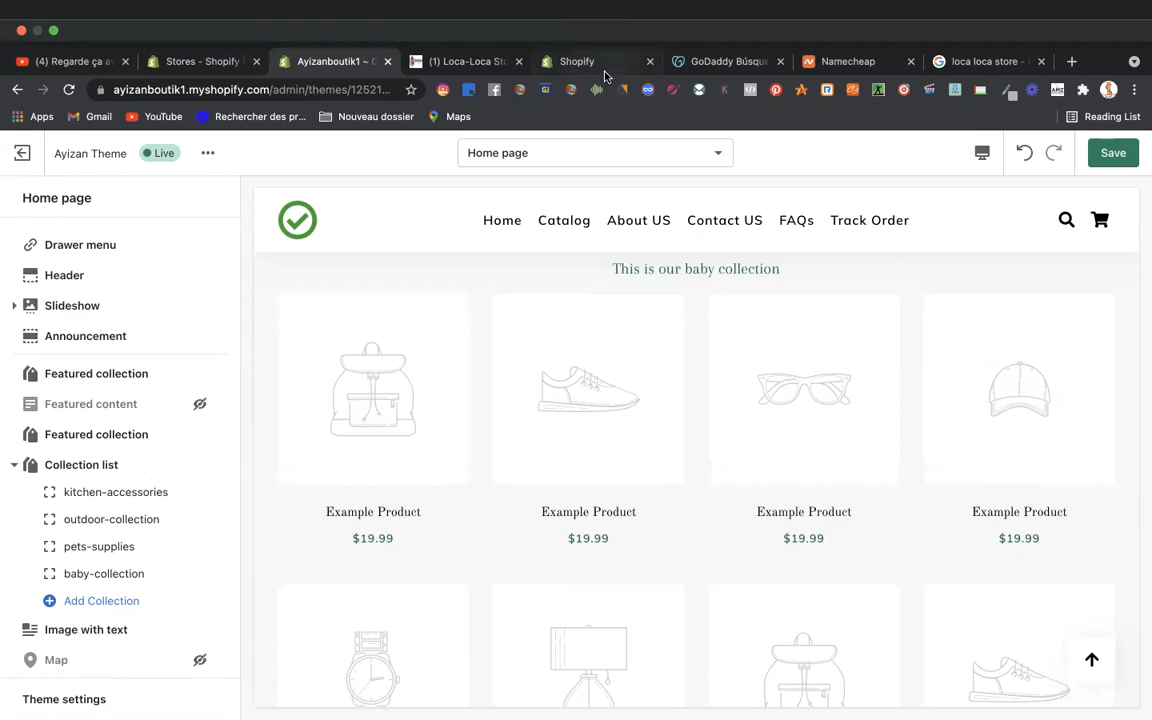 (4) Regarde ça a
Stores - Shopify
Ayizanboutik1 ~ C
(1) Loca-Loca Sto
Shopify
GoDaddy Búsque
Namecheap
loca loca store -
ayizanboutik1.myshopify.com/admin/themes/12521...
Apps
Gmail
YouTube
Rechercher des pr...
Nouveau dossier
Maps
Reading List
Ayizan Theme
Live
Home page
Save
Home page
Drawer menu
Header
Slideshow
Announcement
Featured collection
Featured content
Featured collection
Collection list
kitchen-accessories
outdoor-collection
pets-supplies
baby-collection
Add Collection
Image with text
Map
Theme settings
Home Catalog About US Contact US FAQs Track Order
This is our baby collection
Example Product Example Product Example Product Example Product
$19.99 $19.99 $19.99 $19.99